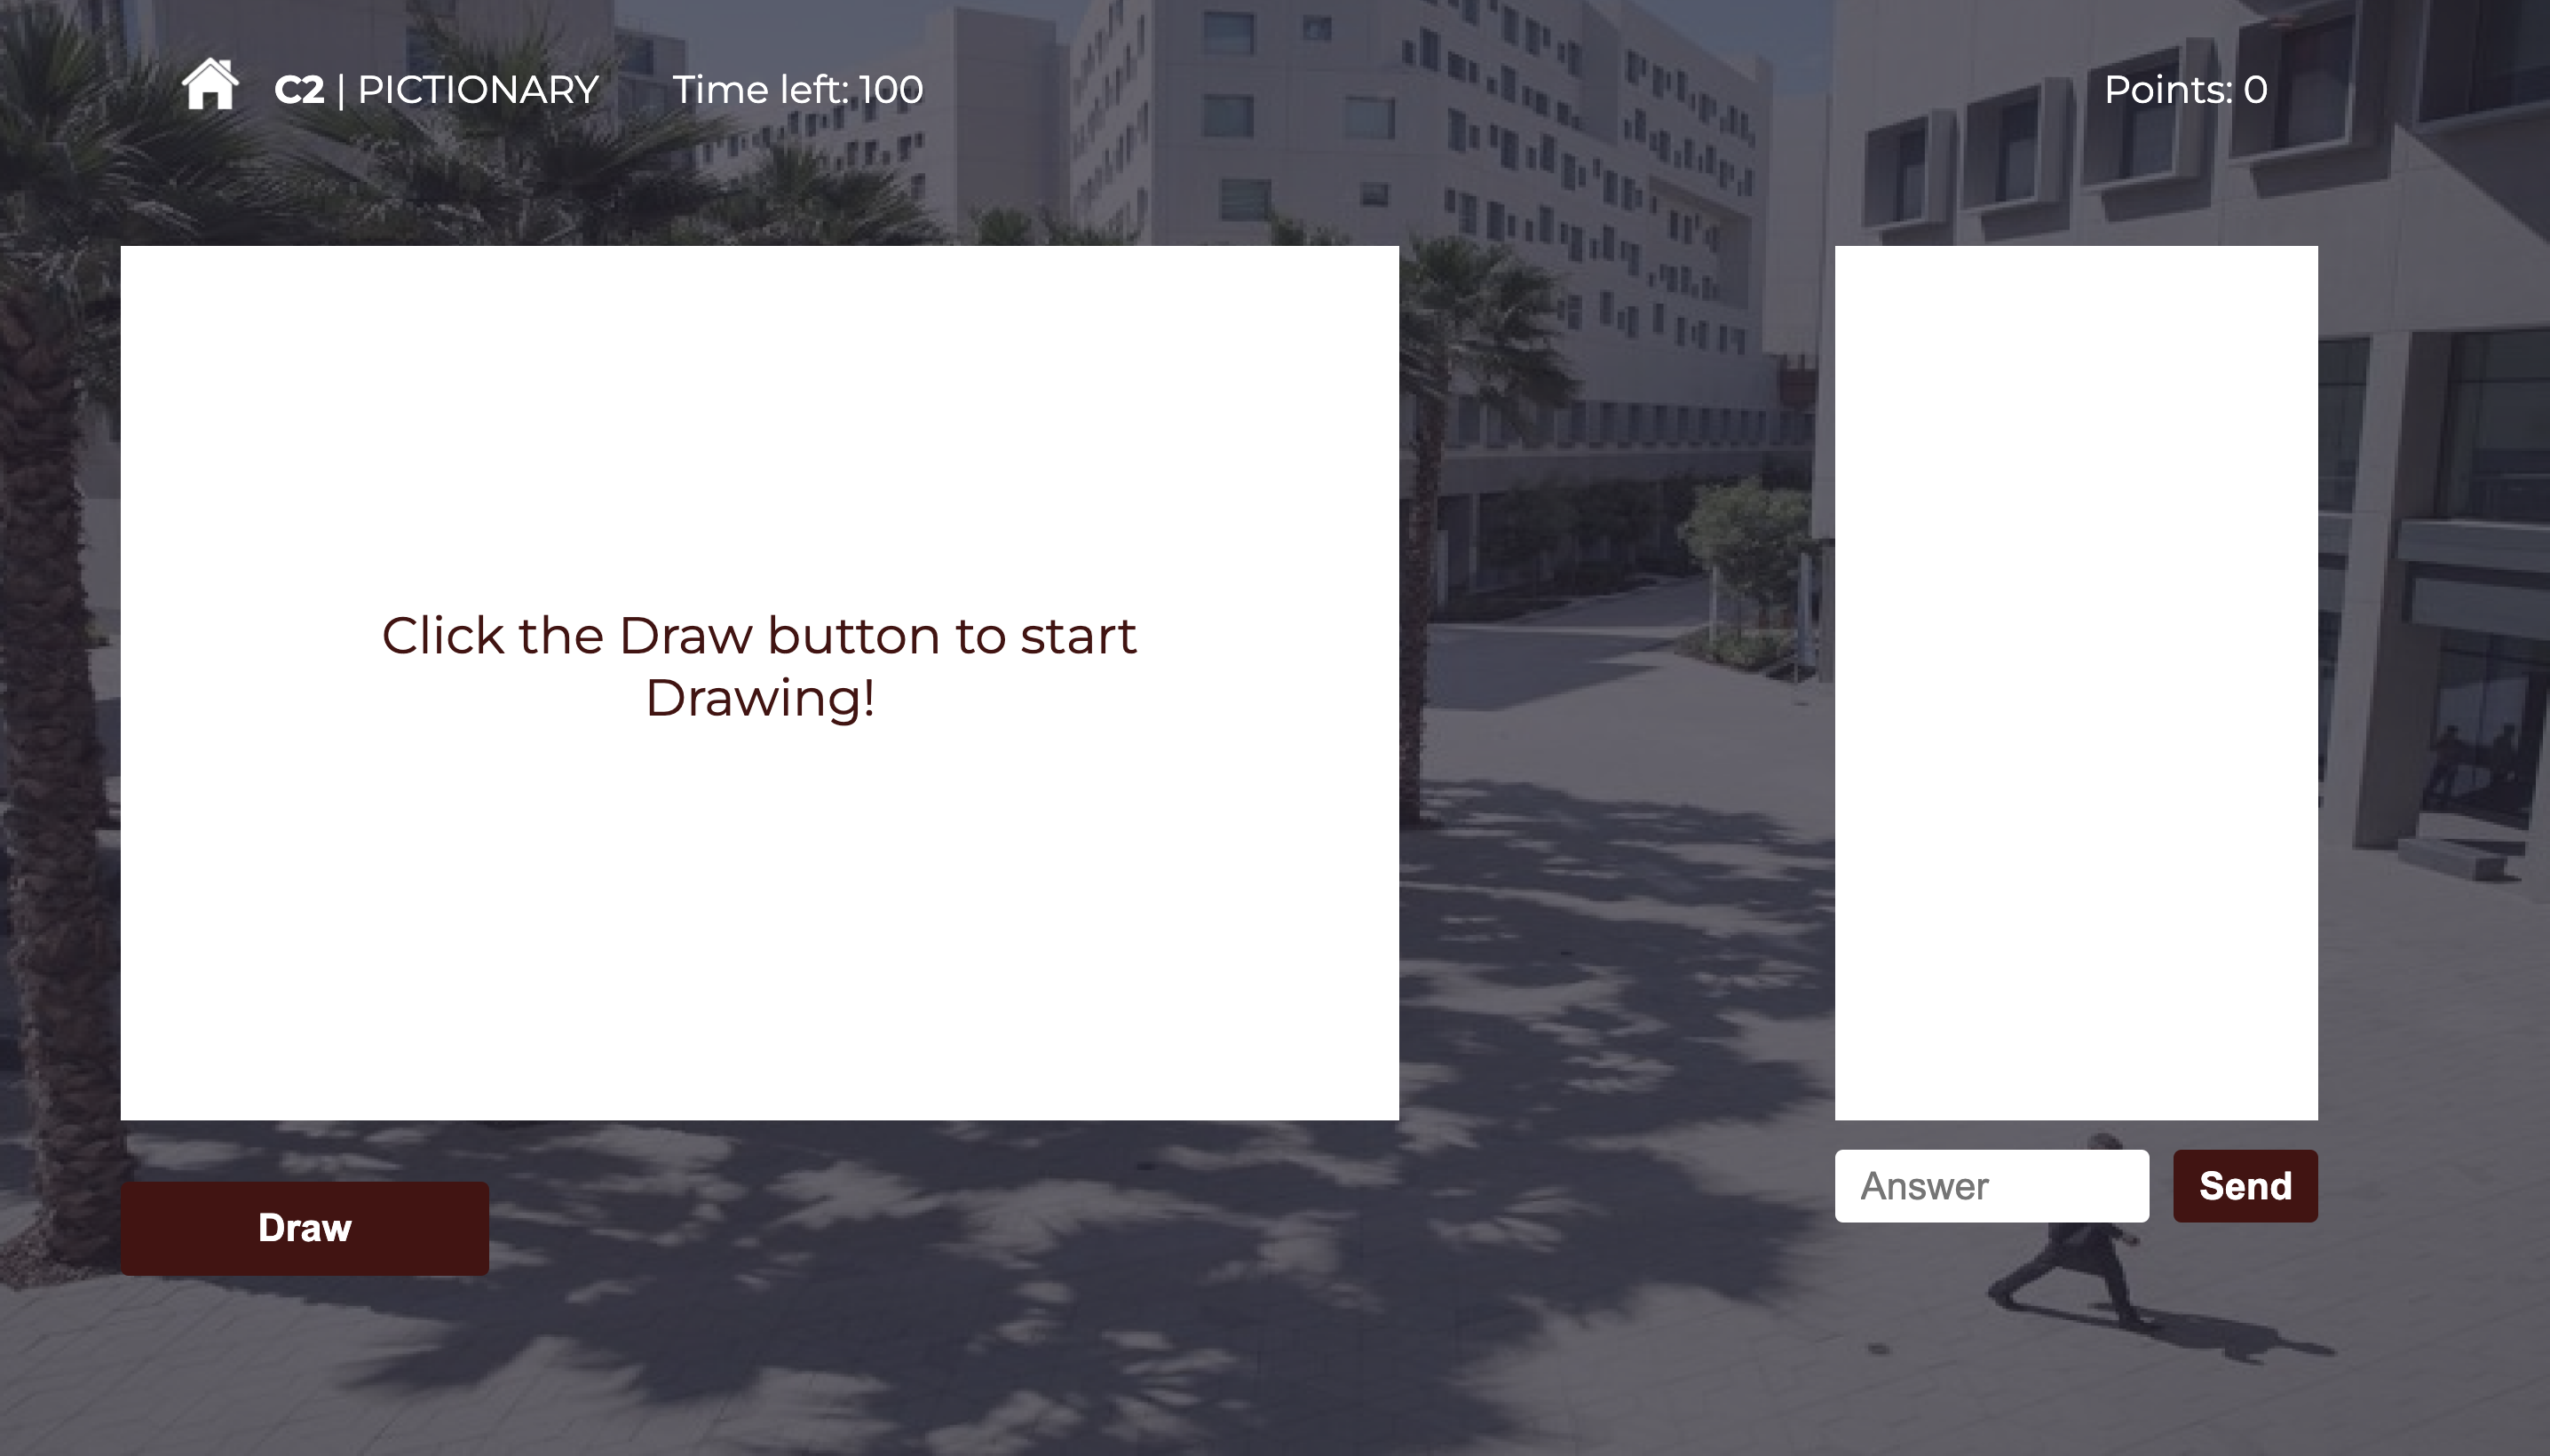 C2 | PICTIONARY
Time left: 100
Points: 0
Click the Draw button to start
Drawing!
Answer
Send
Draw